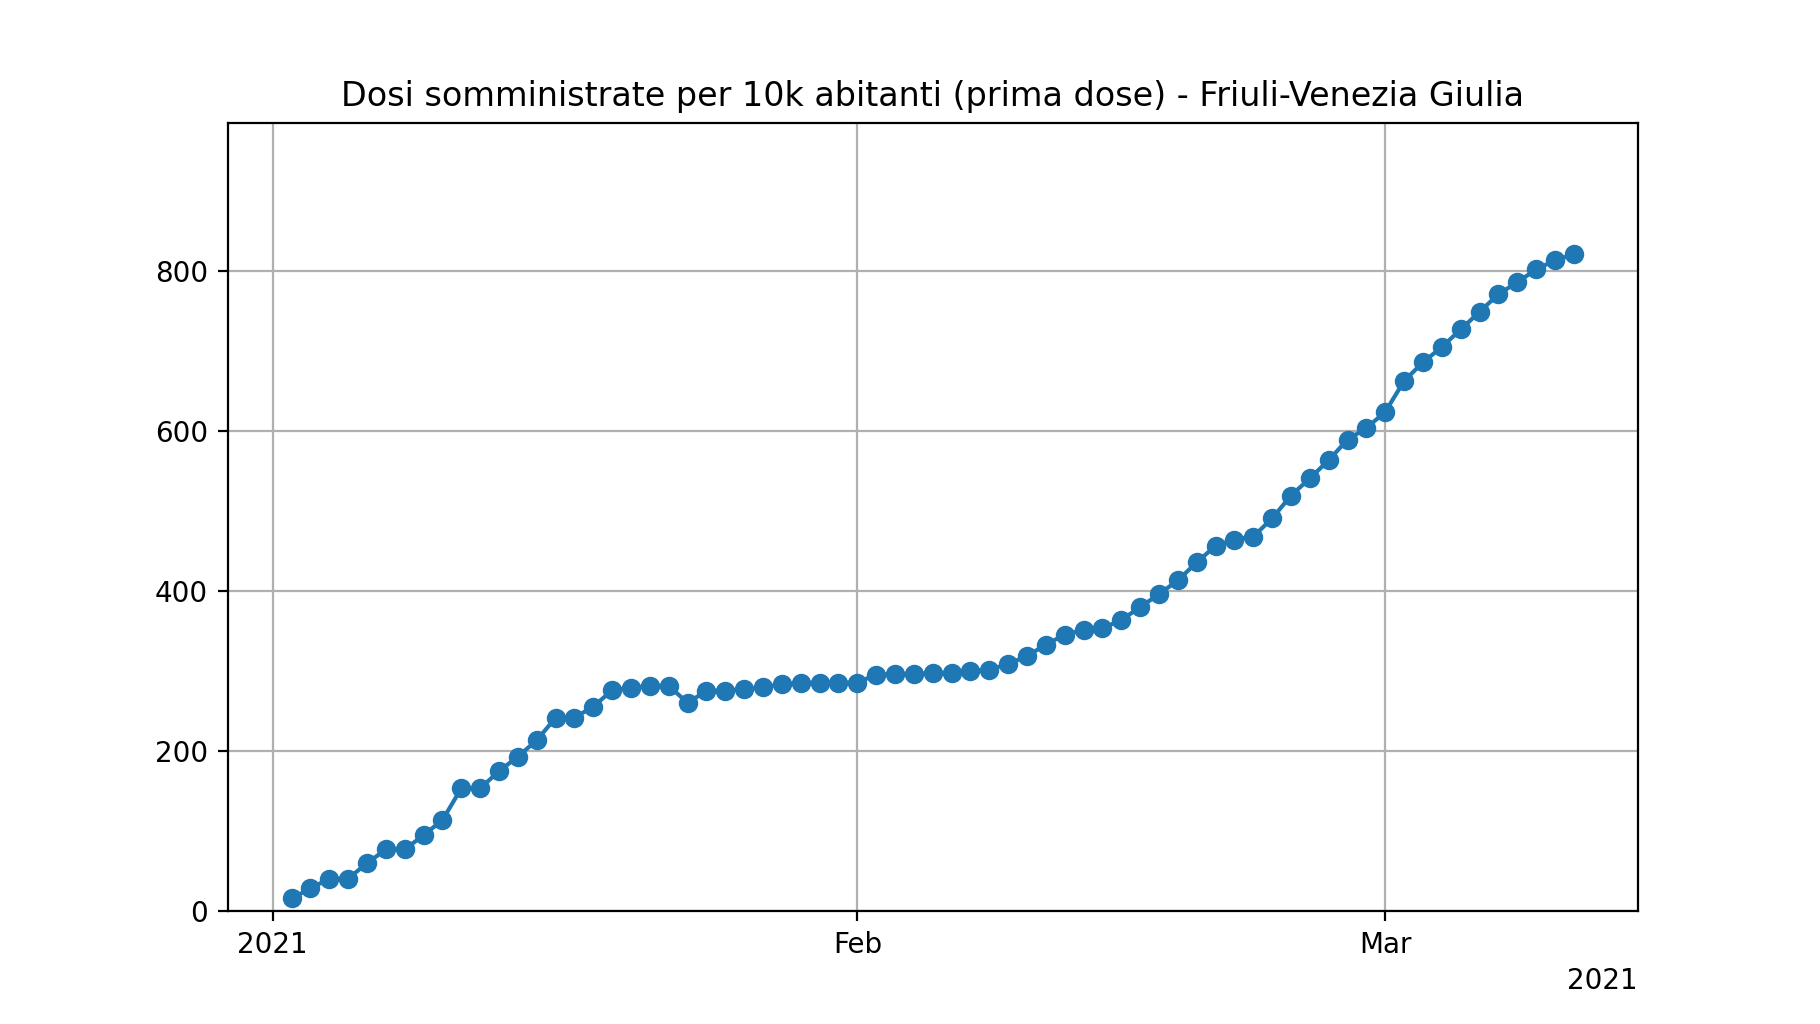 Dosi somministrate per 10k abitanti (prima dose) - Friuli-Venezia Giulia
800
600
400
200
0
2021
Feb
Mar
2021